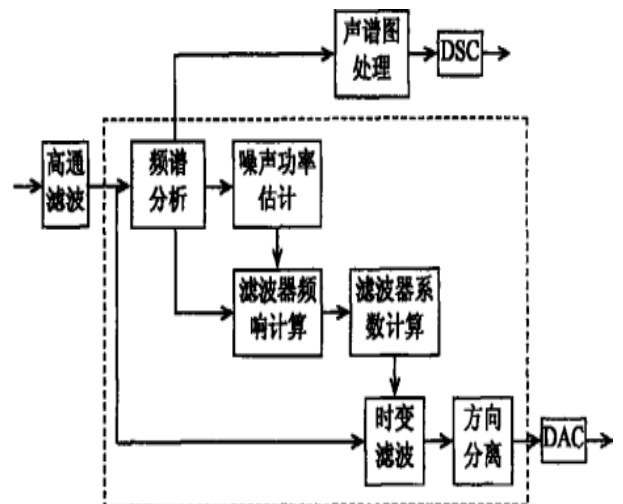 声谱图
处理
DSC
高通
滤波
频谱
分析
噪声功率
估计
滤波器频
响计算
滤波器系
数计算
时变
滤波
方向
分离
DAC